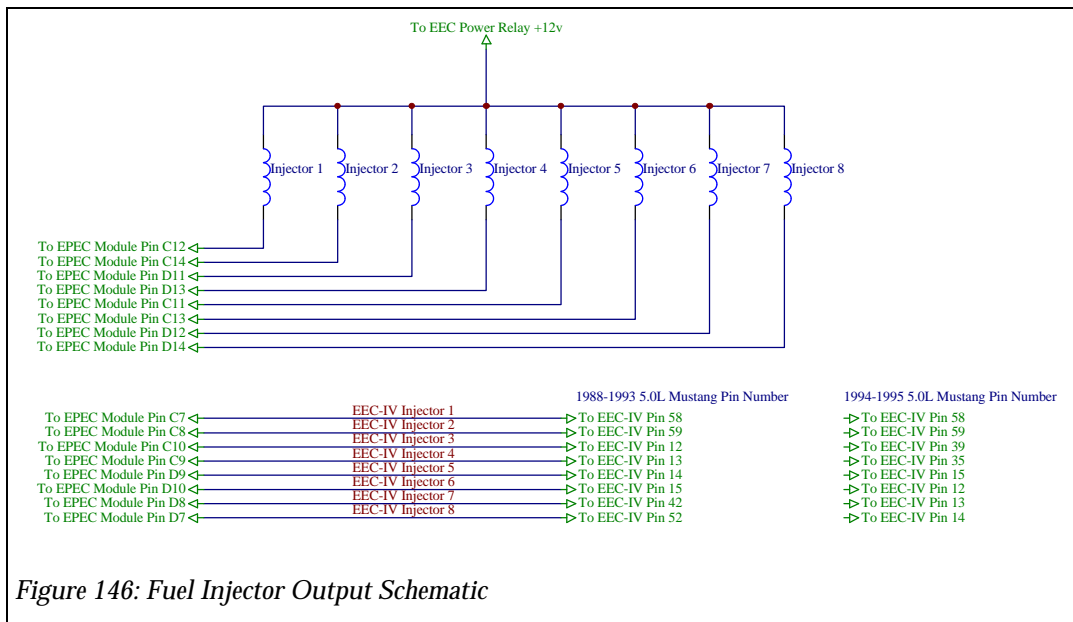 To EEC Power Relay +12v
Injector 1 Injector 2 Injector 3 Injector 4 Injector 5 Injector 6 Injector 7 Injector 8
To EPEC Module Pin C12
To EPEC Module Pin C14
To EPEC Module Pin D11
To EPEC Module Pin D13
To EPEC Module Pin C11
To EPEC Module Pin C13
To EPEC Module Pin D12
To EPEC Module Pin D14
1988-1993 5.0L Mustang Pin Number 1994-1995 5.0L Mustang Pin Number
To EPEC Module Pin C7 EEC-IV Injector 1 To EEC-IV Pin 58 To EEC-IV Pin 58
To EPEC Module Pin C8 EEC-IV Injector 2 To EEC-IV Pin 59 To EEC-IV Pin 59
To EPEC Module Pin C10 EEC-IV Injector 3 To EEC-IV Pin 12 To EEC-IV Pin 39
To EPEC Module Pin C9 EEC-IV Injector 4 To EEC-IV Pin 13 To EEC-IV Pin 35
To EPEC Module Pin D9 EEC-IV Injector 5 To EEC-IV Pin 14 To EEC-IV Pin 15
To EPEC Module Pin D10 EEC-IV Injector 6 To EEC-IV Pin 15 To EEC-IV Pin 12
To EPEC Module Pin D8 EEC-IV Injector 7 To EEC-IV Pin 42 To EEC-IV Pin 13
To EPEC Module Pin D7 EEC-IV Injector 8 To EEC-IV Pin 52 To EEC-IV Pin 14
Figure 146: Fuel Injector Output Schematic